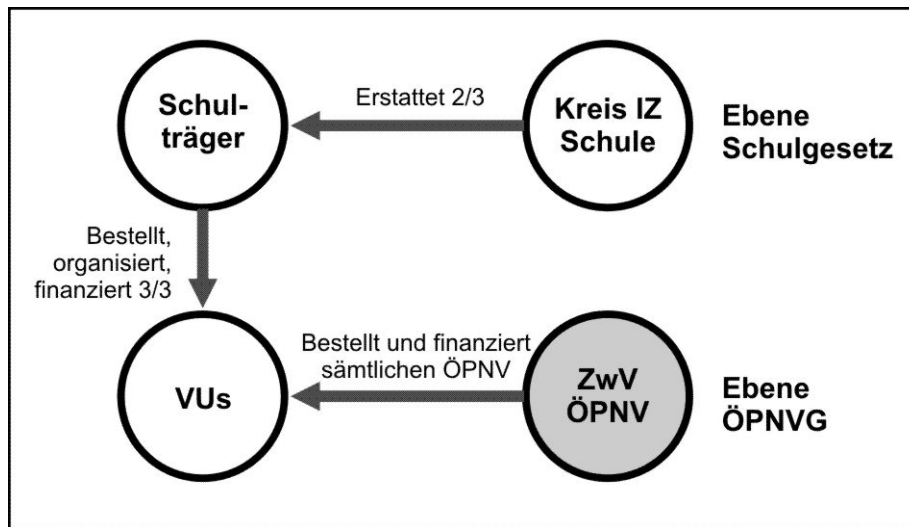 Schul-
träger
Erstattet 2/3
Kreis IZ
Schule
Ebene
Schulgesetz
Bestellt,
organisiert,
finanziert 3/3
VUs
Bestellt und finanziert
sämtlichen ÖPNV
ZwV
ÖPNV
Ebene
ÖPNVG